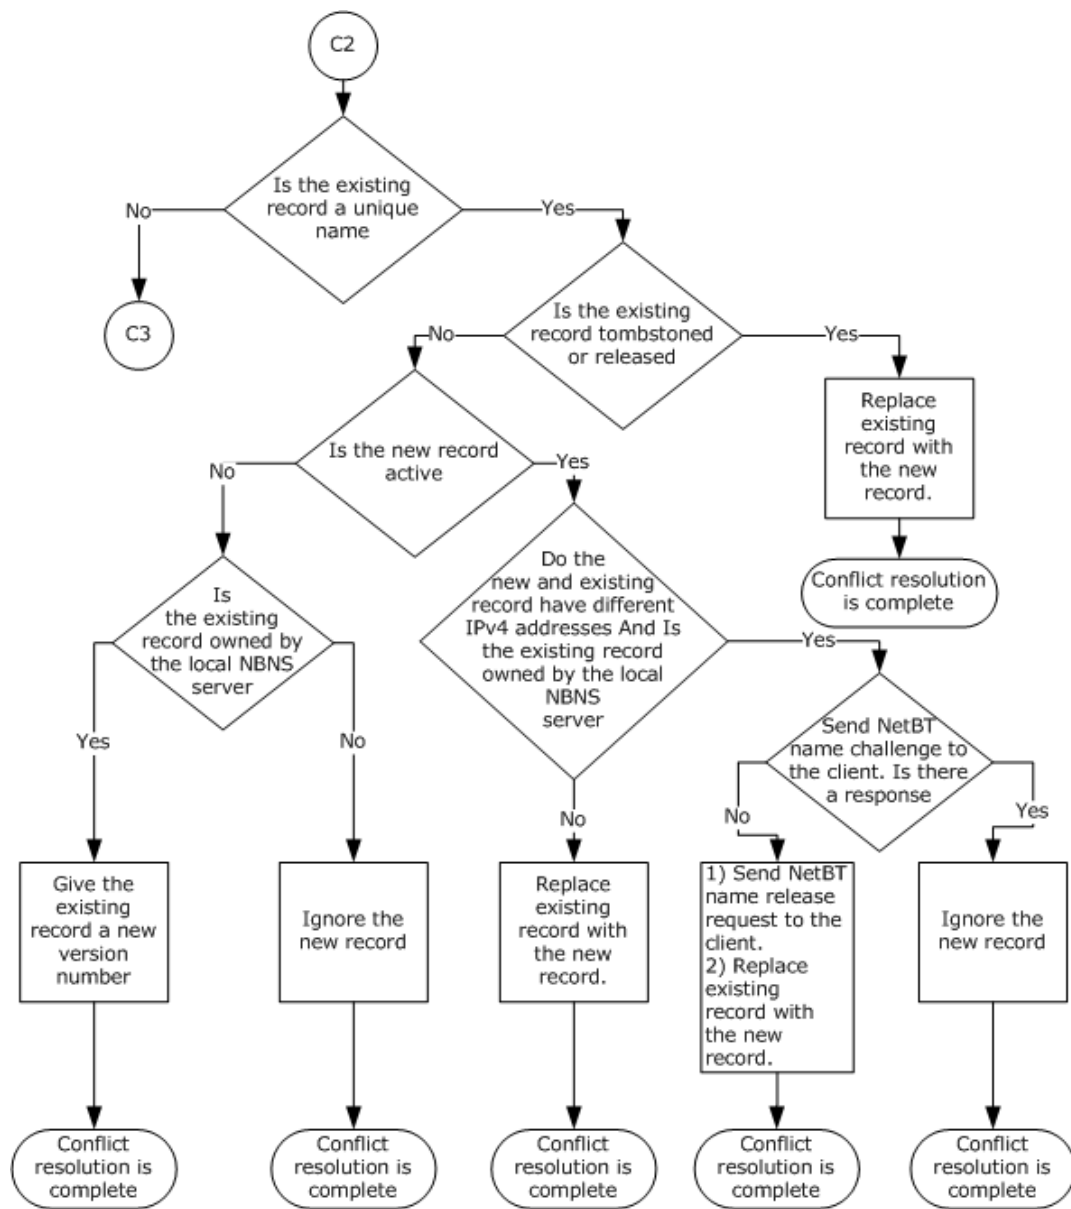 C2
Is the existing
record a unique
name
No
Yes
C3
Is the existing
record tombstoned
or released
No
Yes
Replace
existing
record with
the new
record.
Conflict resolution
is complete
Is the new record
active
No
Yes
Is
the existing
record owned by
the local NBNS
server
Do the
new and existing
record have different
IPv4 addresses And Is
the existing record
owned by the local
NBNS
server
Yes
Send NetBT
name challenge to
the client. Is there
a response
Yes
No
No
No
Yes
Give the
existing
record a new
version
number
Ignore the
new record
Replace
existing
record with
the new
record.
1) Send NetBT
name release
request to the
client.
2) Replace
existing
record with
the new
record.
Ignore the
new record
Conflict
resolution is
complete
Conflict
resolution is
complete
Conflict
resolution is
complete
Conflict
resolution is
complete
Conflict
resolution is
complete